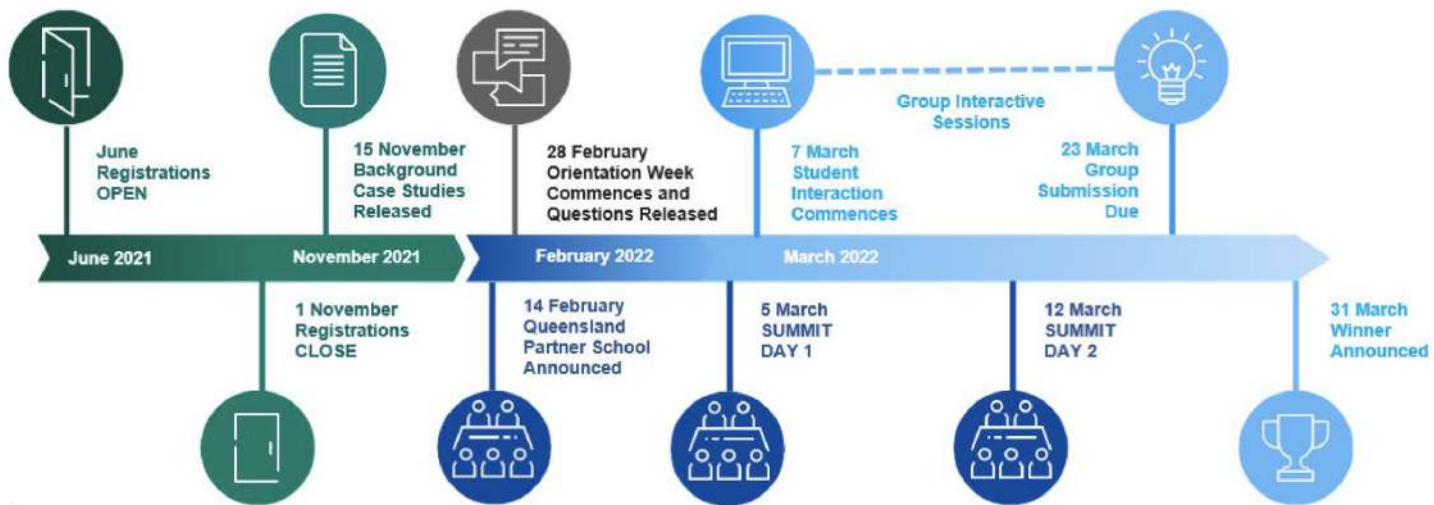 Group Interactive
Sessions
June
Registrations
OPEN
15 November
Background
Case Studies
Released
28 February
Orientation Week
Commences and
Questions Released
7 March
Student
Interaction
Commences
23 March
Group
Submission
Due
June 2021
November 2021
February 2022
March 2022
1 November
Registrations
CLOSE
14 February
Queensland
Partner School
Announced
5 March
SUMMIT
DAY 1
12 March
SUMMIT
DAY 2
31 March
Winner
Announced